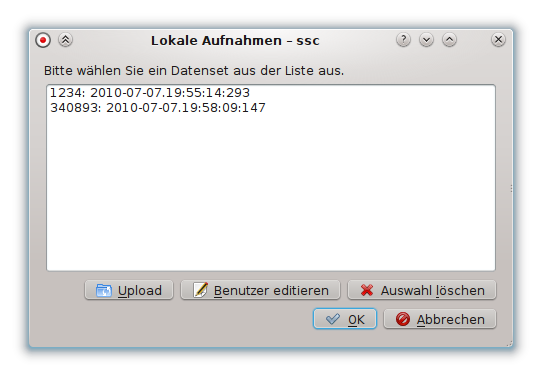 Lokale Aufnahmen – ssc
Bitte wählen Sie ein Datenset aus der Liste aus.
1234: 2010-07-07.19:55:14:293
340893: 2010-07-07.19:58:09:147
Upload Benutzer editieren Auswahl löschen
OK Abbrechen